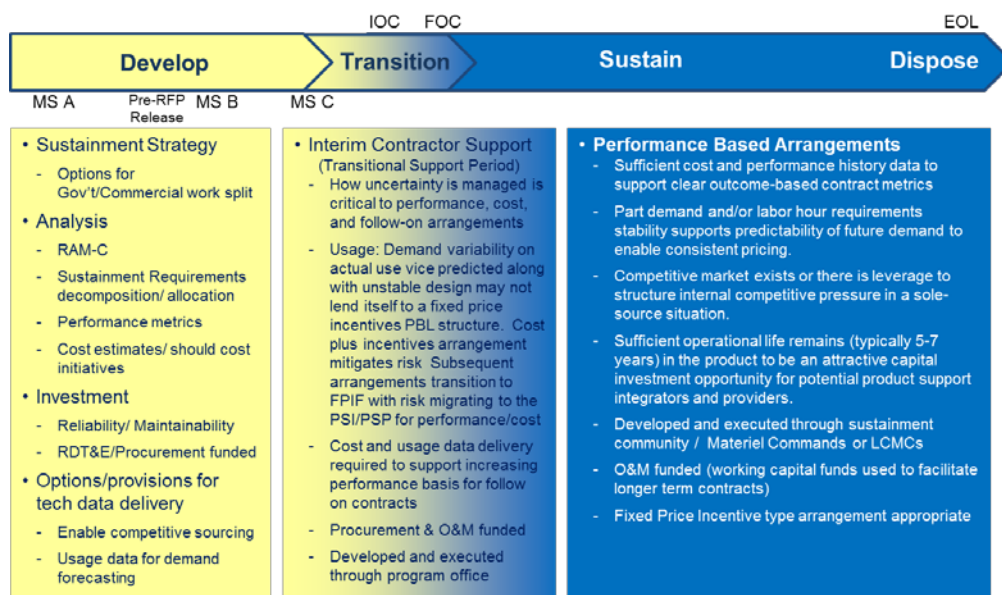 IOC FOC EOL
Develop Transition Sustain Dispose
MS A Pre-RFP Release MS B MS C
• Sustainment Strategy
- Options for
Gov't/Commercial work split
• Analysis
- RAM-C
- Sustainment Requirements
decomposition/ allocation
- Performance metrics
- Cost estimates/ should cost
initiatives
• Investment
- Reliability/ Maintainability
- RDT&E/Procurement funded
• Options/provisions for
tech data delivery
- Enable competitive sourcing
- Usage data for demand
forecasting
• Interim Contractor Support
(Transitional Support Period)
- How uncertainty is managed is
critical to performance, cost,
and follow-on arrangements
- Usage: Demand variability on
actual use vice predicted along
with unstable design may not
lend itself to a fixed price
incentives PBL structure. Cost
plus incentives arrangement
mitigates risk Subsequent
arrangements transition to
FPIF with risk migrating to the
PSI/PSP for performance/cost
- Cost and usage data delivery
required to support increasing
performance basis for follow
on contracts
- Procurement & O&M funded
- Developed and executed
through program office
• Performance Based Arrangements
- Sufficient cost and performance history data to
support clear outcome-based contract metrics
- Part demand and/or labor hour requirements
stability supports predictability of future demand to
enable consistent pricing.
- Competitive market exists or there is leverage to
structure internal competitive pressure in a sole-
source situation.
- Sufficient operational life remains (typically 5-7
years) in the product to be an attractive capital
investment opportunity for potential product support
integrators and providers.
- Developed and executed through sustainment
community / Materiel Commands or LCMCs
- O&M funded (working capital funds used to facilitate
longer term contracts)
- Fixed Price Incentive type arrangement appropriate